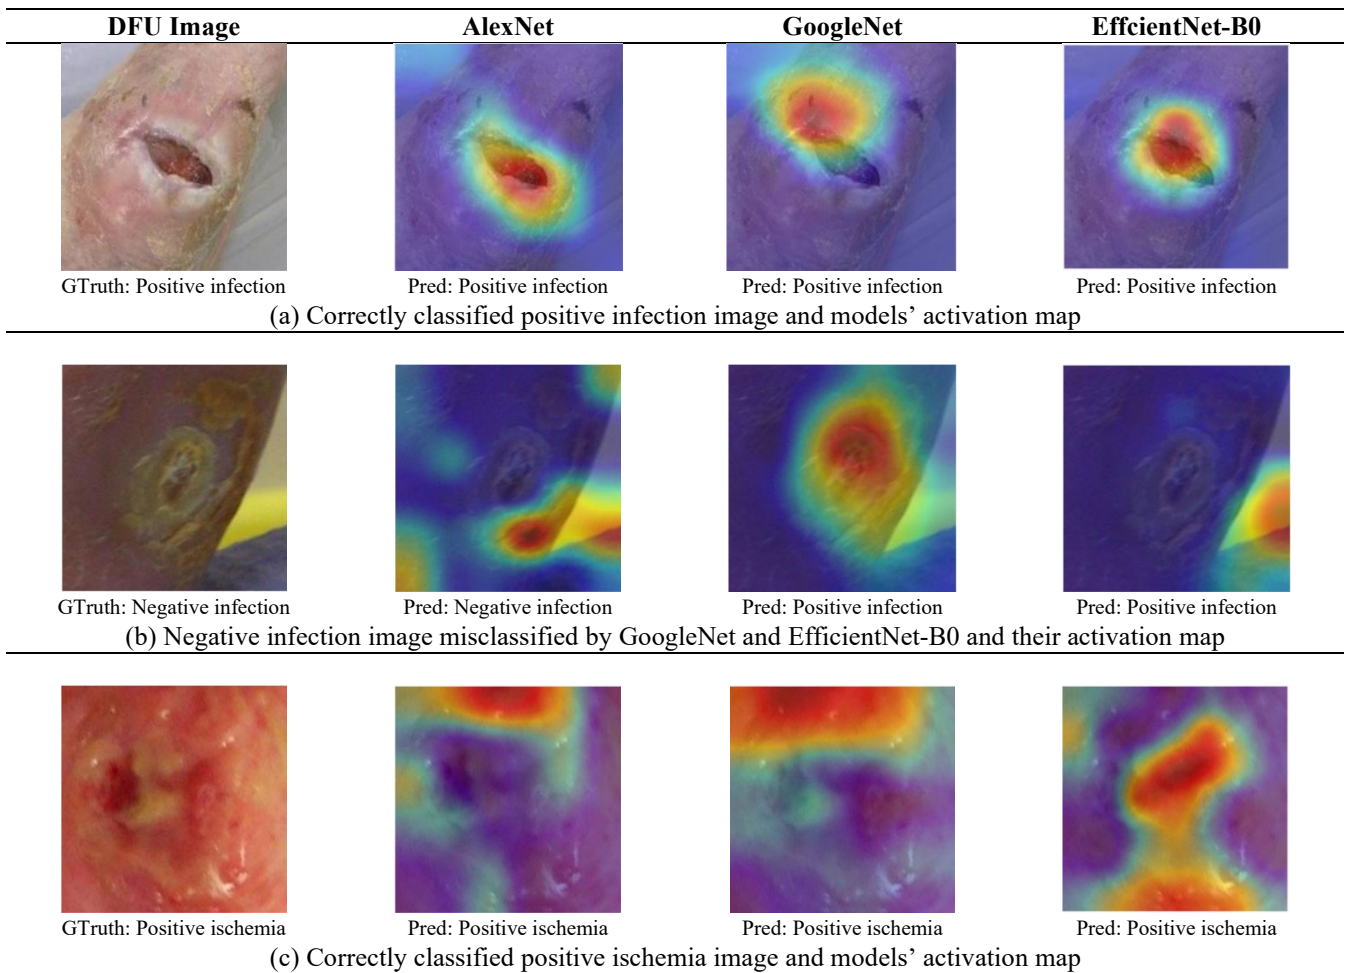 DFU Image AlexNet GoogleNet EffcientNet-B0
GTruth: Positive infection Pred: Positive infection Pred: Positive infection Pred: Positive infection
(a) Correctly classified positive infection image and models’ activation map
GTruth: Negative infection Pred: Negative infection Pred: Positive infection Pred: Positive infection
(b) Negative infection image misclassified by GoogleNet and EfficientNet-B0 and their activation map
GTruth: Positive ischemia Pred: Positive ischemia Pred: Positive ischemia Pred: Positive ischemia
(c) Correctly classified positive ischemia image and models’ activation map